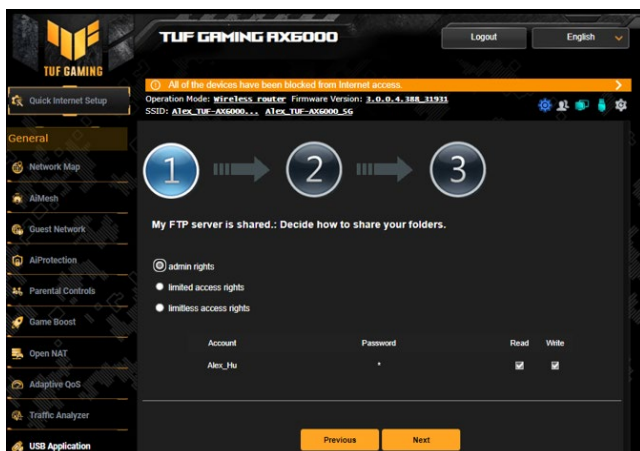 TUF GAMING AX6000
Logout
English
TUF GAMING
All of the devices have been blocked from Internet access.
Quick Internet Setup
Operation Mode: Wireless router Firmware Version: 3.0.0.4.388_31931
SSID: Alex_TUF-AX6000... Alex_TUF-AX6000_5G
General
Network Map
AiMesh
Guest Network
AiProtection
Parental Controls
Game Boost
Open NAT
Adaptive QoS
Traffic Analyzer
USB Application
1
2
3
My FTP server is shared.: Decide how to share your folders.
admin rights
limited access rights
limitless access rights
Account Password Read Write
Alex_Hu *
Previous Next